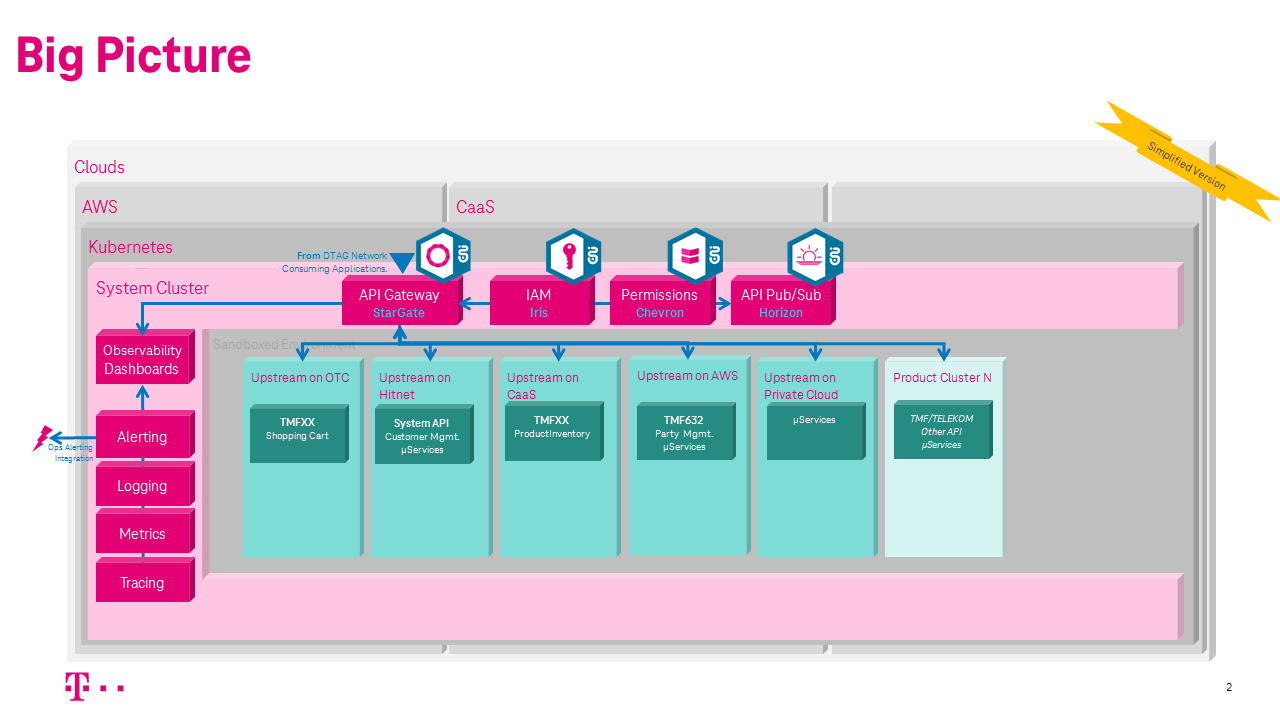 Big Picture
Simplified Version
Clouds
AWS
CaaS
Kubernetes
From DTAG Network
Consuming Applications.
System Cluster
API Gateway
StarGate
IAM
Iris
Permissions
Chevron
API Pub/Sub
Horizon
Observability
Dashboards
Alerting
Ops Alerting
Integration
Logging
Metrics
Tracing
Sandboxed Environment
Upstream on OTC
TMFXX
Shopping Cart
Upstream on
Hitnet
System API
Customer Mgmt.
µServices
Upstream on
CaaS
TMFXX
ProductInventory
Upstream on AWS
TMF632
Party Mgmt.
µServices
Upstream on
Private Cloud
µServices
Product Cluster N
TMF/TELEKOM
Other API
µServices
T
2